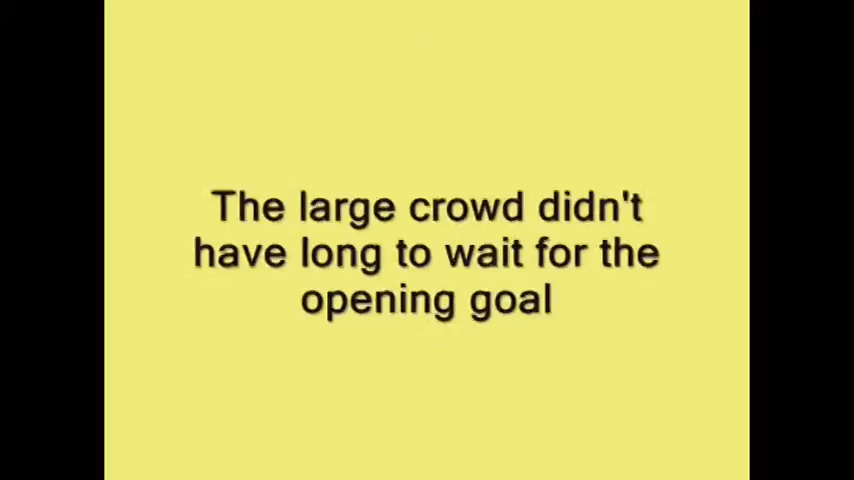 The large crowd didn't
have long to wait for the
opening goal